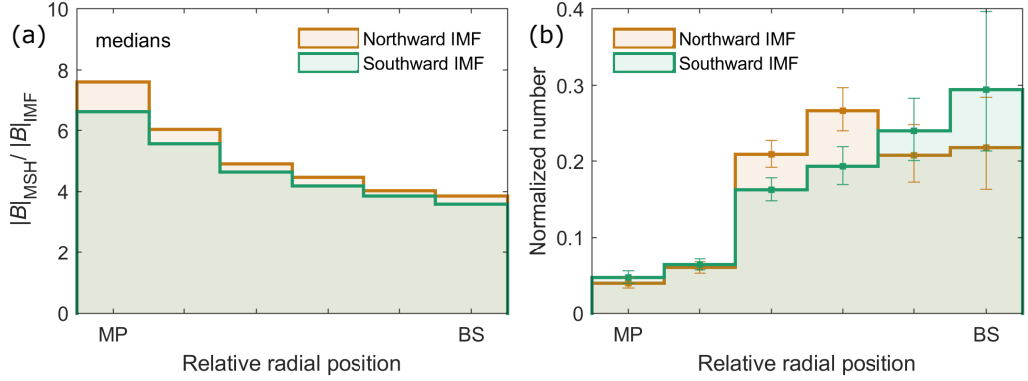 (a)
medians
Northward IMF
Southward IMF
10
8
6
4
2
0
|B|MSH/ |B|IMF
MP
BS
Relative radial position
(b)
Northward IMF
Southward IMF
0.4
0.3
0.2
0.1
0
Normalized number
MP
BS
Relative radial position